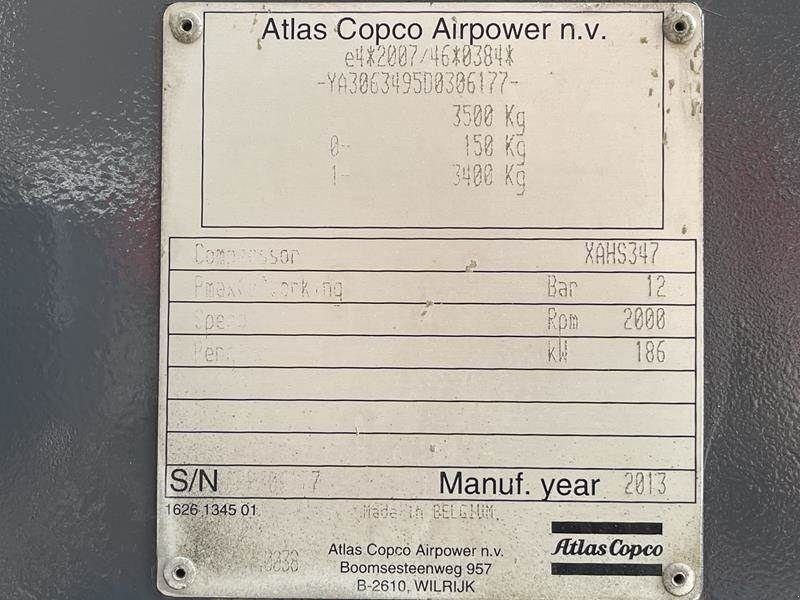 Atlas Copco Airpower n.v.
e4*2007/46*0384*
-YA3063495D0306177-
3500 Kg
0- 150 Kg
1- 3400 Kg
Compressor XAHS347
Bar 12
Speed Rpm 2000
kW 186
S/N Manuf. year 2013
1626 1345 01 Made in BELGIUM
Atlas Copco Airpower n.v.
Boomsesteenweg 957
B-2610, WILRIJK
Atlas Copco